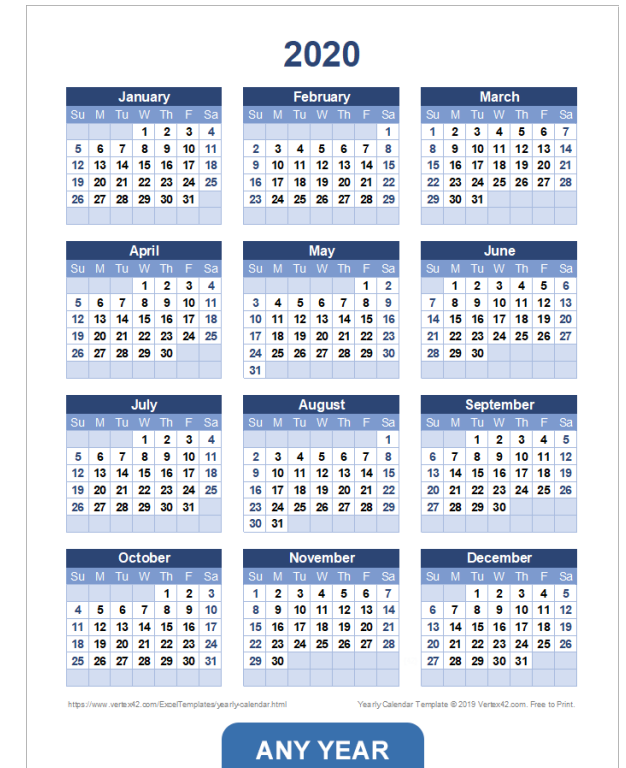 2020
January February March
Su M Tu W Th F Sa Su M Tu W Th F Sa Su M Tu W Th F Sa
1 2 3 4 1 1 2 3 4 5 6 7
5 6 7 8 9 10 11 2 3 4 5 6 7 8 8 9 10 11 12 13 14
12 13 14 15 16 17 18 9 10 11 12 13 14 15 15 16 17 18 19 20 21
19 20 21 22 23 24 25 16 17 18 19 20 21 22 22 23 24 25 26 27 28
26 27 28 29 30 31 23 24 25 26 27 28 29 29 30 31
April May June
Su M Tu W Th F Sa Su M Tu W Th F Sa Su M Tu W Th F Sa
1 2 3 4 1 2 1 2 3 4 5 6
5 6 7 8 9 10 11 3 4 5 6 7 8 9 7 8 9 10 11 12 13
12 13 14 15 16 17 18 10 11 12 13 14 15 16 14 15 16 17 18 19 20
19 20 21 22 23 24 25 17 18 19 20 21 22 23 21 22 23 24 25 26 27
26 27 28 29 30 24 25 26 27 28 29 30 28 29 30
31
July August September
Su M Tu W Th F Sa Su M Tu W Th F Sa Su M Tu W Th F Sa
1 2 3 4 1 1 2 3 4 5
5 6 7 8 9 10 11 2 3 4 5 6 7 8 6 7 8 9 10 11 12
12 13 14 15 16 17 18 9 10 11 12 13 14 15 13 14 15 16 17 18 19
19 20 21 22 23 24 25 16 17 18 19 20 21 22 20 21 22 23 24 25 26
26 27 28 29 30 31 23 24 25 26 27 28 29 27 28 29 30
30 31
October November December
Su M Tu W Th F Sa Su M Tu W Th F Sa Su M Tu W Th F Sa
1 2 3 1 2 3 4 5 6 7 1 2 3 4 5
4 5 6 7 8 9 10 8 9 10 11 12 13 14 6 7 8 9 10 11 12
11 12 13 14 15 16 17 15 16 17 18 19 20 21 13 14 15 16 17 18 19
18 19 20 21 22 23 24 22 23 24 25 26 27 28 20 21 22 23 24 25 26
25 26 27 28 29 30 31 29 30 27 28 29 30 31
https://www.vertex42.com/ExcelTemplates/yearly-calendar.html Yearly Calendar Template © 2019 Vertex42.com. Free to Print.
ANY YEAR